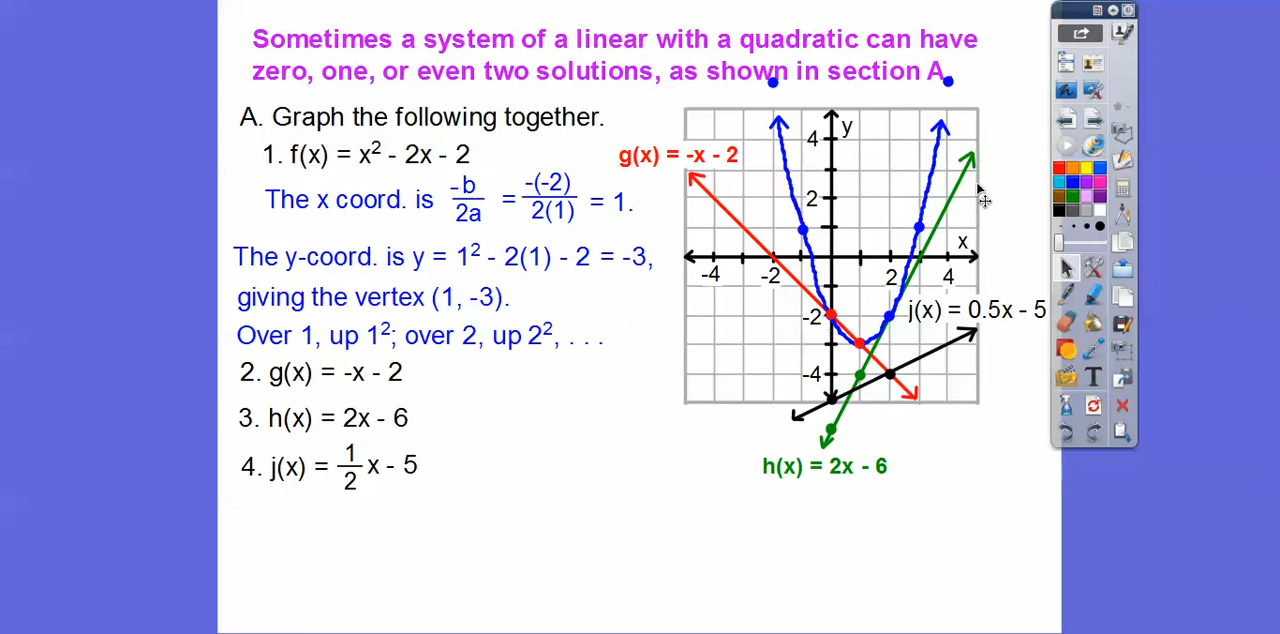 Sometimes a system of a linear with a quadratic can have
zero, one, or even two solutions, as shown in section A.
A. Graph the following together.
1. f(x) = x² - 2x - 2
The x coord. is -b/2a = -(-2)/2(1) = 1.
The y-coord. is y = 1² - 2(1) - 2 = -3,
giving the vertex (1, -3).
Over 1, up 1²; over 2, up 2², . . .
2. g(x) = -x - 2
3. h(x) = 2x - 6
4. j(x) = 1/2 x - 5
y
4
g(x) = -x - 2
2
x
-4 -2 2 4
-2
j(x) = 0.5x - 5
-4
h(x) = 2x - 6
T